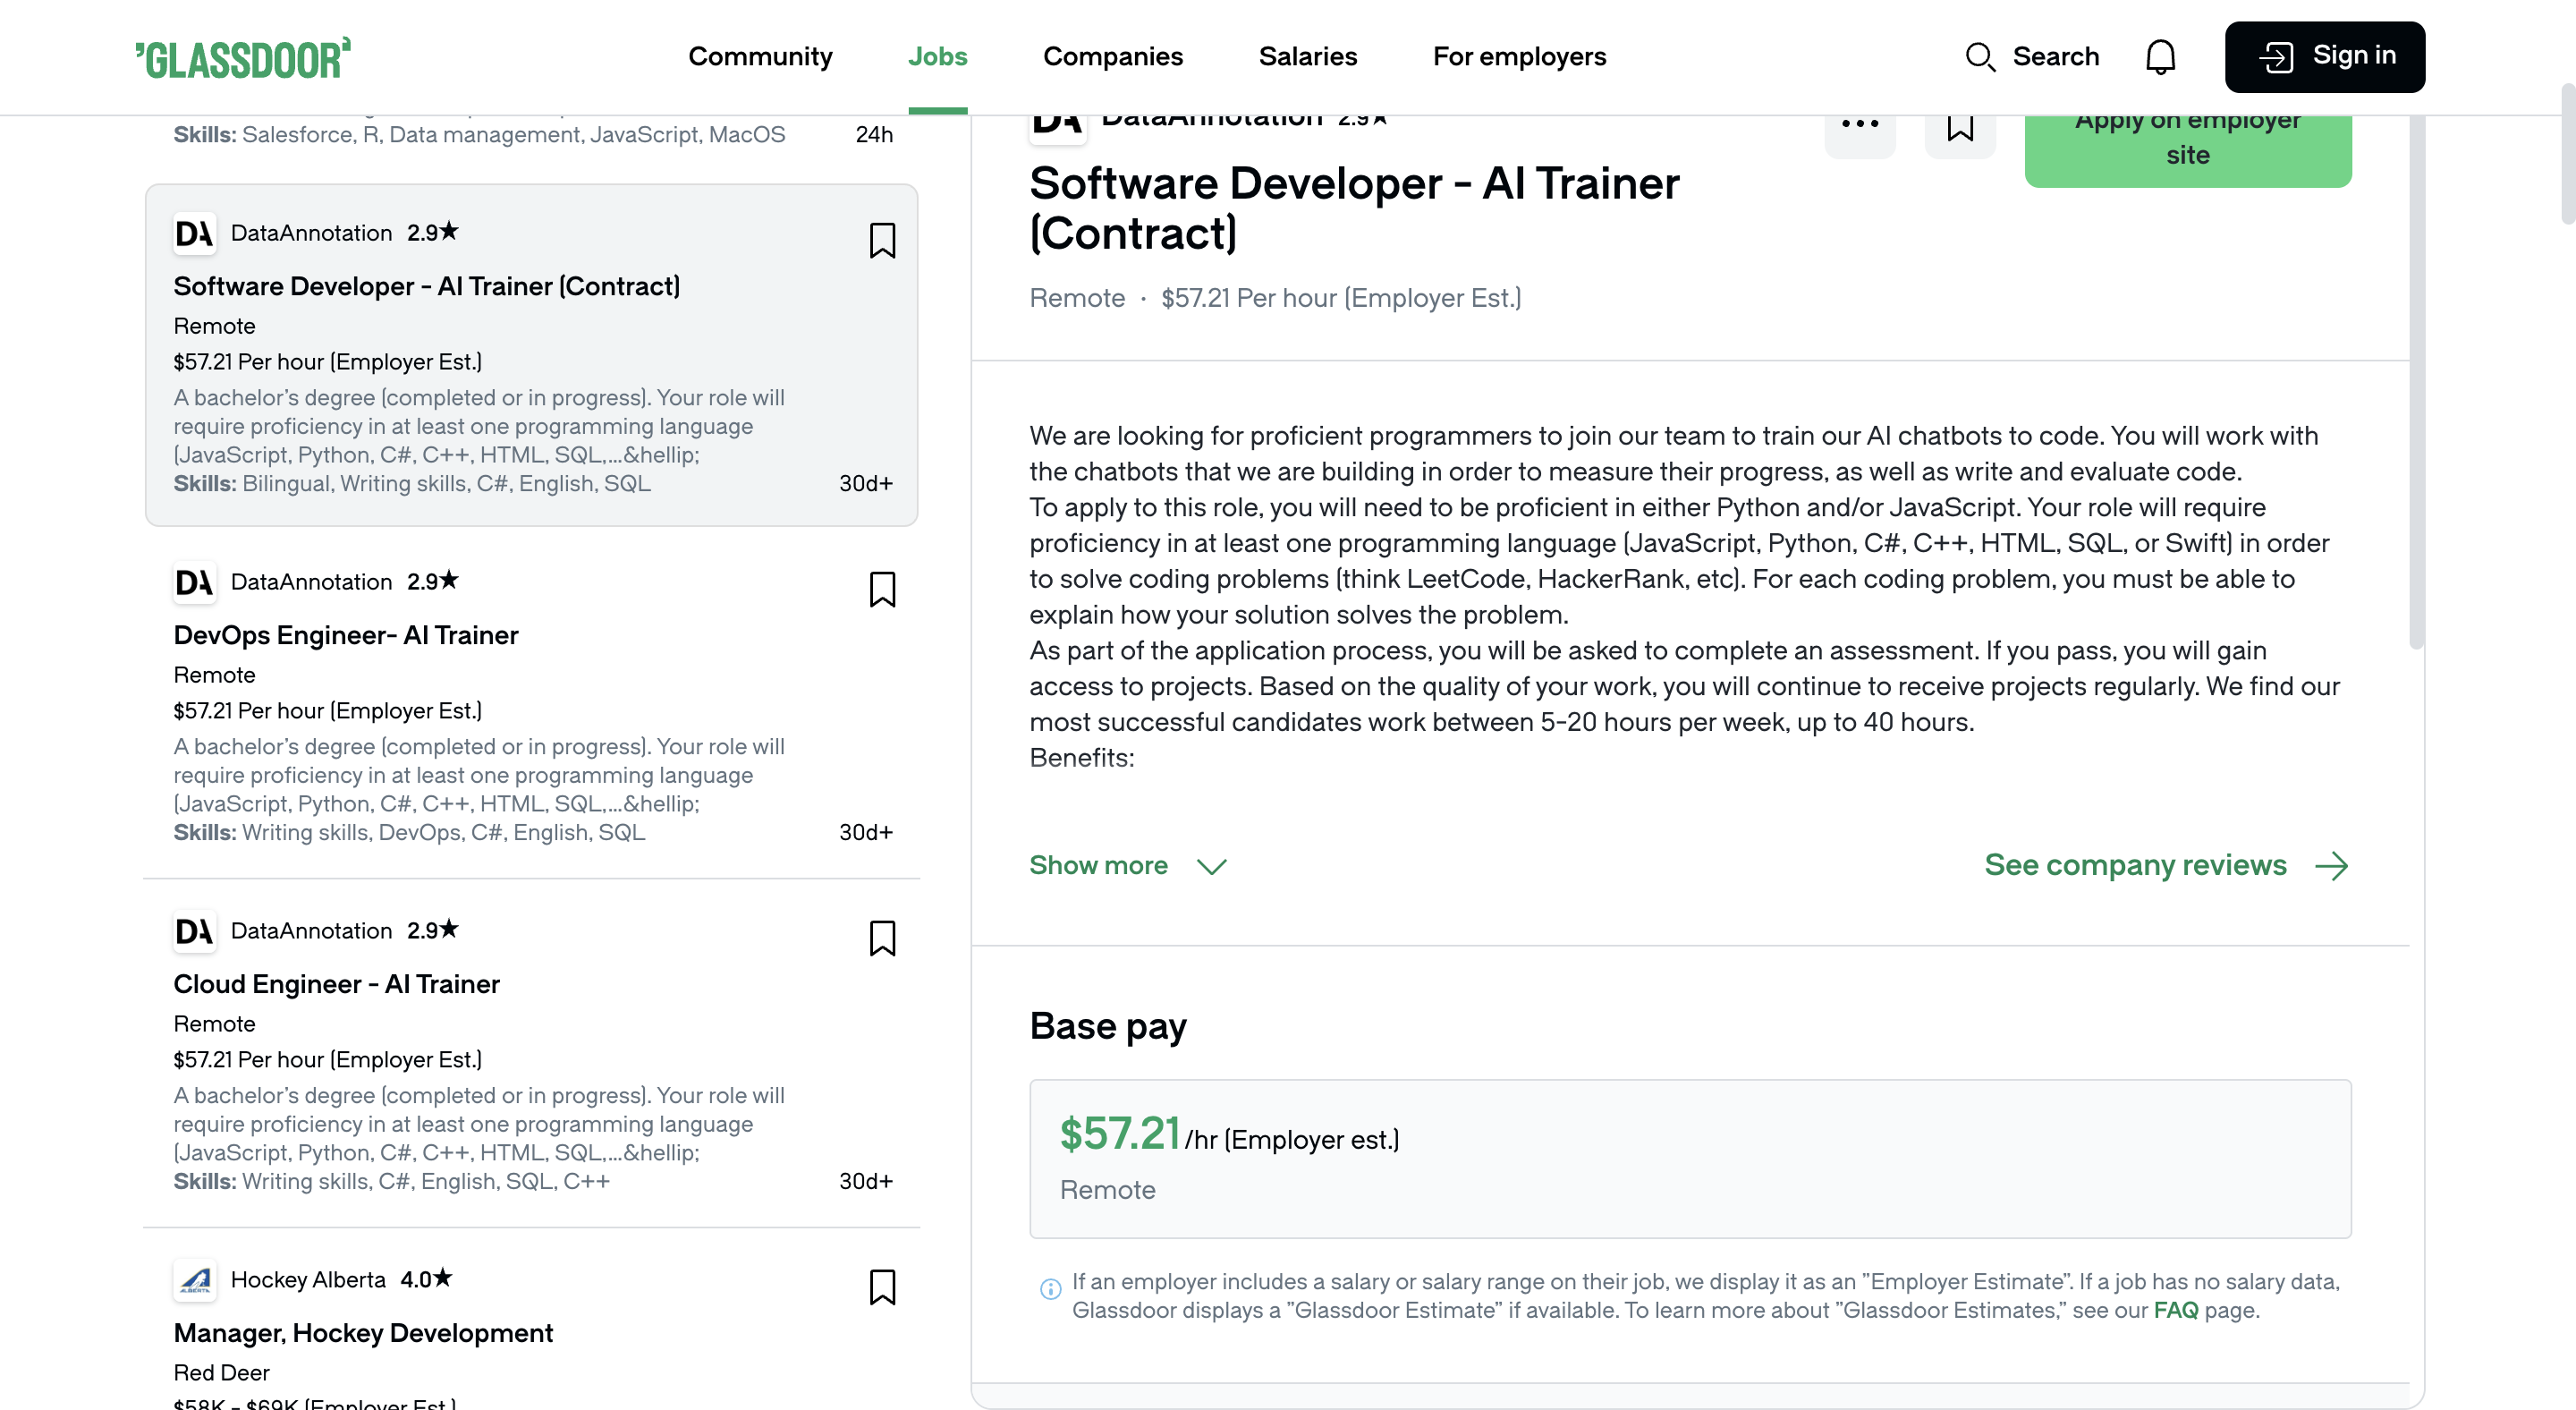 GLASSDOOR
Community
Jobs
Companies
Salaries
For employers
Search
Sign in
Skills: Salesforce, R, Data management, JavaScript, MacOS
24h
DA DataAnnotation 2.9★
Software Developer - AI Trainer (Contract)
Remote
$57.21 Per hour (Employer Est.)
A bachelor's degree (completed or in progress). Your role will
require proficiency in at least one programming language
(JavaScript, Python, C#, C++, HTML, SQL,...&hellip;
Skills: Bilingual, Writing skills, C#, English, SQL
30d+
DA DataAnnotation 2.9★
DevOps Engineer- AI Trainer
Remote
$57.21 Per hour (Employer Est.)
A bachelor's degree (completed or in progress). Your role will
require proficiency in at least one programming language
(JavaScript, Python, C#, C++, HTML, SQL,...&hellip;
Skills: Writing skills, DevOps, C#, English, SQL
30d+
DA DataAnnotation 2.9★
Cloud Engineer - AI Trainer
Remote
$57.21 Per hour (Employer Est.)
A bachelor's degree (completed or in progress). Your role will
require proficiency in at least one programming language
(JavaScript, Python, C#, C++, HTML, SQL,...&hellip;
Skills: Writing skills, C#, English, SQL, C++
30d+
Hockey Alberta 4.0★
Manager, Hockey Development
Red Deer
$58K - $69K (Employer Est.)
DA DataAnnotation 2.9★
Apply on employer
site
Software Developer - AI Trainer
(Contract)
Remote · $57.21 Per hour (Employer Est.)
We are looking for proficient programmers to join our team to train our AI chatbots to code. You will work with
the chatbots that we are building in order to measure their progress, as well as write and evaluate code.
To apply to this role, you will need to be proficient in either Python and/or JavaScript. Your role will require
proficiency in at least one programming language (JavaScript, Python, C#, C++, HTML, SQL, or Swift) in order
to solve coding problems (think LeetCode, HackerRank, etc). For each coding problem, you must be able to
explain how your solution solves the problem.
As part of the application process, you will be asked to complete an assessment. If you pass, you will gain
access to projects. Based on the quality of your work, you will continue to receive projects regularly. We find our
most successful candidates work between 5-20 hours per week, up to 40 hours.
Benefits:
Show more
See company reviews
Base pay
$57.21 /hr (Employer est.)
Remote
If an employer includes a salary or salary range on their job, we display it as an "Employer Estimate". If a job has no salary data,
Glassdoor displays a "Glassdoor Estimate" if available. To learn more about "Glassdoor Estimates," see our FAQ page.